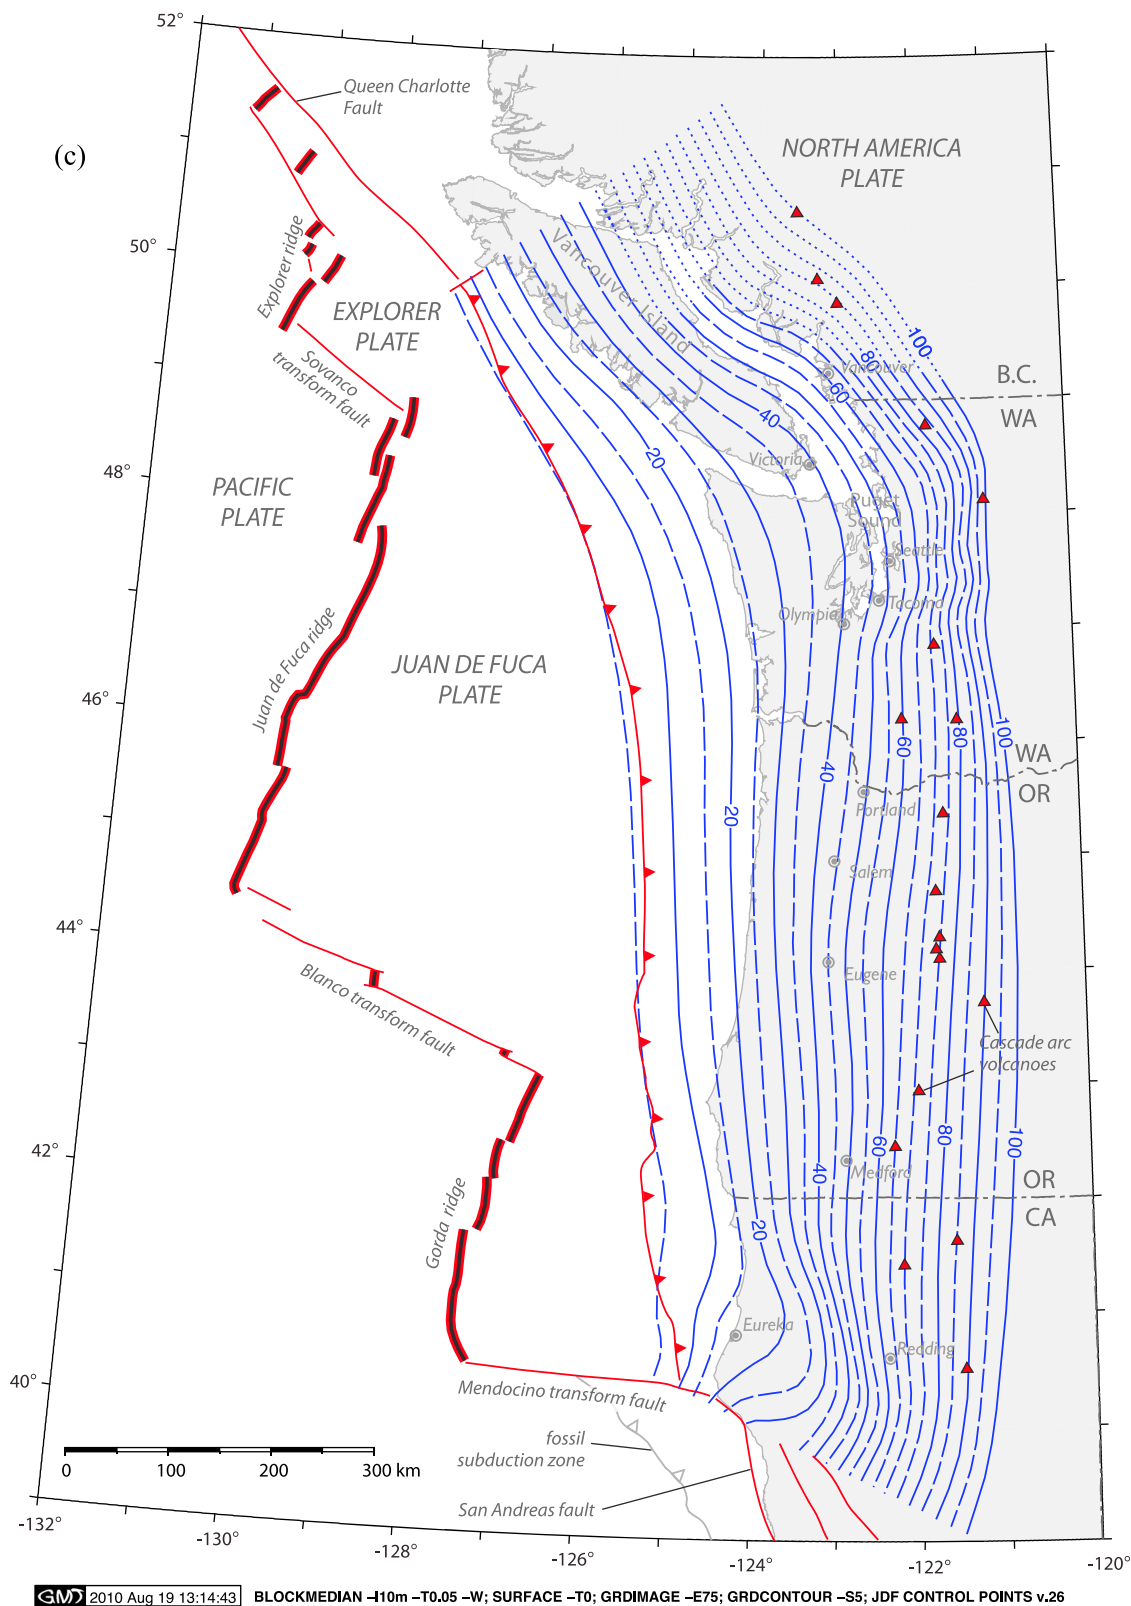 52°
Queen Charlotte
Fault
(c)
NORTH AMERICA
PLATE
50°
Explorer ridge
Vancouver Island
EXPLORER
PLATE
100
80
Vancouver
60
B.C.
WA
Sovanco
transform fault
40
20
Victoria
48°
PACIFIC
PLATE
Puget
Sound
Seattle
Tacoma
Olympia
Juan de Fuca ridge
JUAN DE FUCA
PLATE
46°
100
80
60
40
20
WA
OR
Portland
Salem
44°
Blanco transform fault
Eugene
Cascade arc
volcanoes
42°
100
80
60
40
20
Medford
OR
CA
Gorda ridge
Eureka
Redding
40°
Mendocino transform fault
fossil
subduction zone
San Andreas fault
0 100 200 300 km
-132° -130° -128° -126° -124° -122° -120°
GMT 2010 Aug 19 13:14:43 BLOCKMEDIAN –I10m –T0.05 –W; SURFACE –T0; GRDIMAGE –E75; GRDCONTOUR –S5; JDF CONTROL POINTS v.26